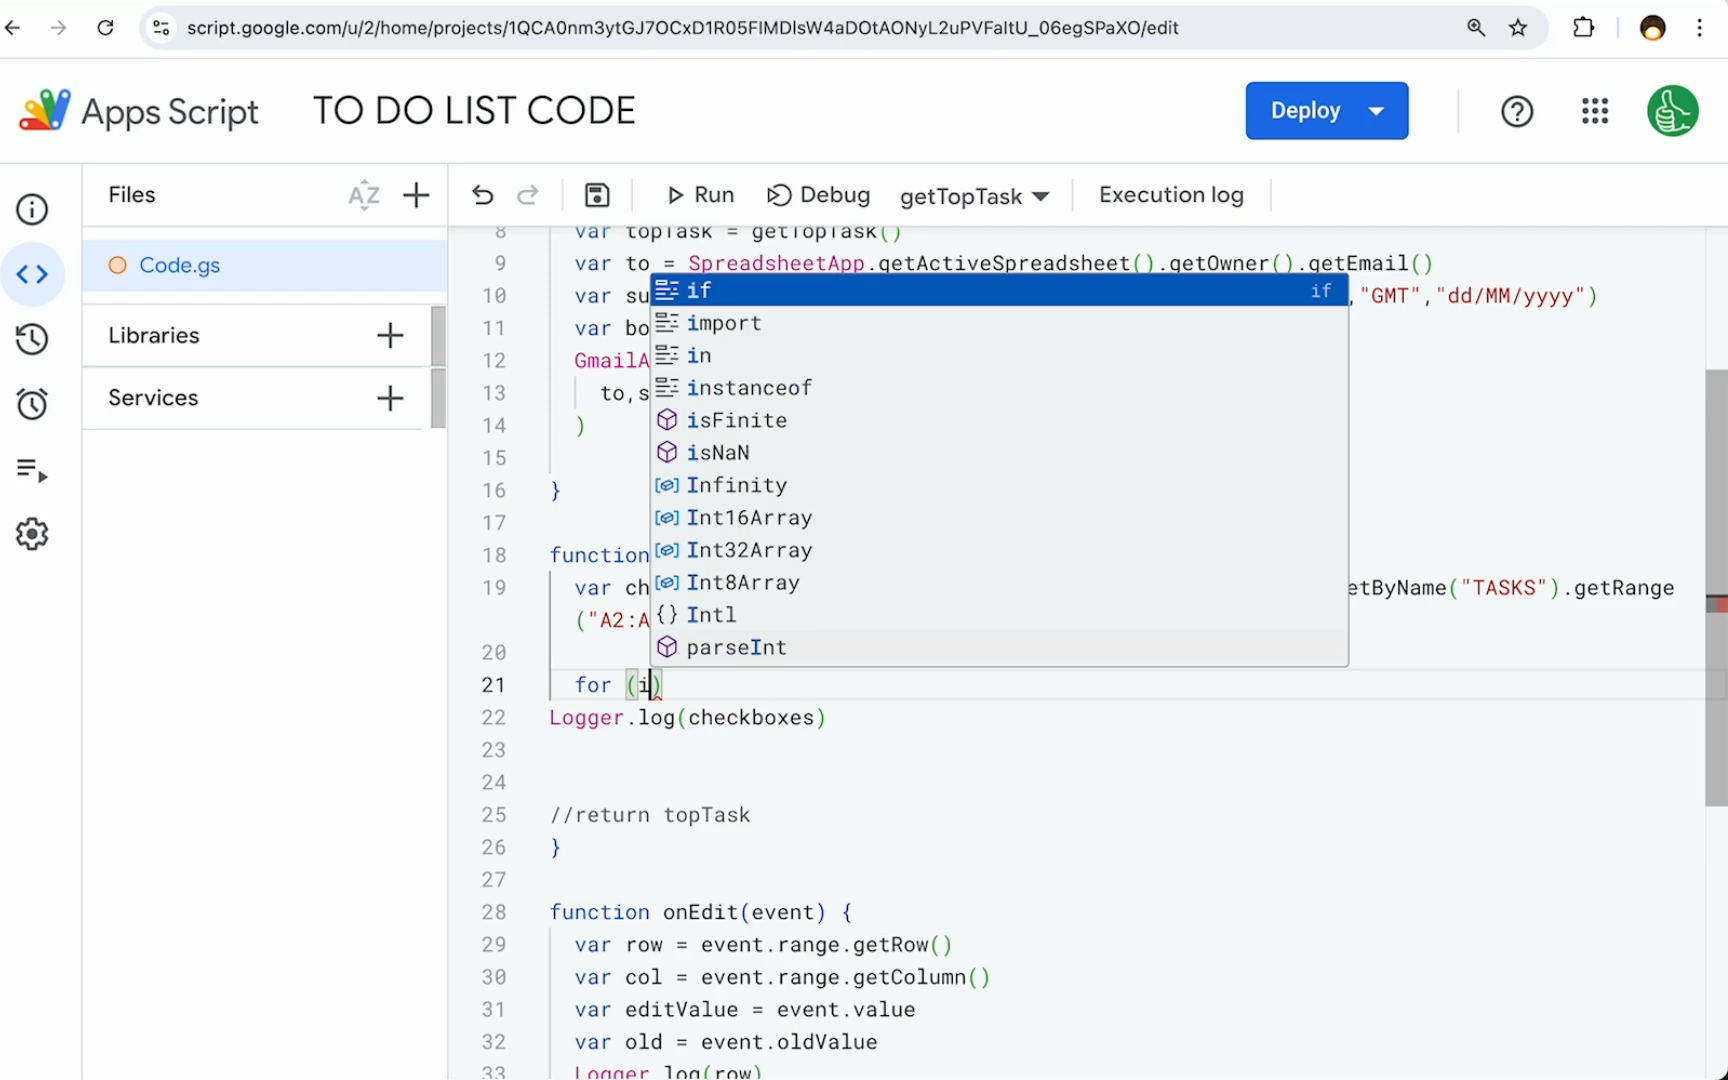 script.google.com/u/2/home/projects/1QCA0nm3ytGJ7OCxD1R05FIMDIsW4aDOtAONyL2uPVFaItU_06egSPaXO/edit
Apps Script
TO DO LIST CODE
Deploy
Files
AZ
Run
Debug
getTopTask
Execution log
Code.gs
Libraries
Services
8 var topTask = getTopTask()
9 var to = SpreadsheetApp.getActiveSpreadsheet().getOwner().getEmail()
10 var su ,"GMT","dd/MM/yyyy")
11 var bo
12 GmailA
13 to,s
14 )
15
16 }
17
18 function
19 var ch etByName("TASKS").getRange
("A2:A
20
21 for (i)
22 Logger.log(checkboxes)
23
24
25 //return topTask
26 }
27
28 function onEdit(event) {
29 var row = event.range.getRow()
30 var col = event.range.getColumn()
31 var editValue = event.value
32 var old = event.oldValue
33 Logger.log(row)
if if
import
in
instanceof
isFinite
isNaN
Infinity
Int16Array
Int32Array
Int8Array
Intl
parseInt